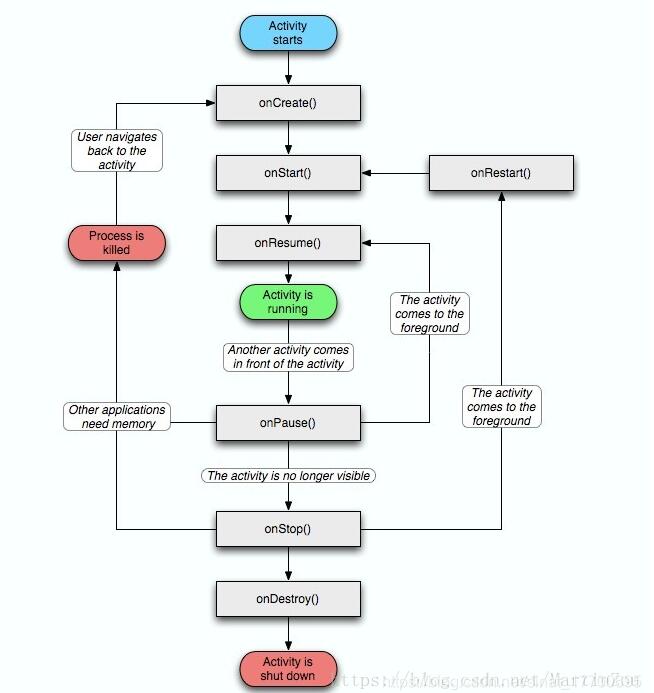 Activity
starts
onCreate()
User navigates
back to the
activity
onStart()
onRestart()
Process is
killed
onResume()
Activity is
running
The activity
comes to the
foreground
Another activity comes
in front of the activity
The activity
comes to the
foreground
Other applications
need memory
onPause()
The activity is no longer visible
onStop()
onDestroy()
Activity is
shut down
https://blog.csdn.net/MartinZou